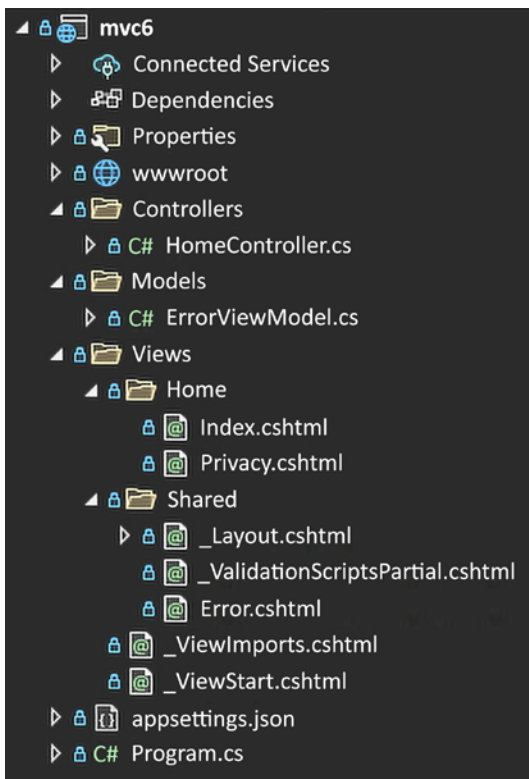 mvc6
Connected Services
Dependencies
Properties
wwwroot
Controllers
C# HomeController.cs
Models
C# ErrorViewModel.cs
Views
Home
@ Index.cshtml
@ Privacy.cshtml
Shared
@ _Layout.cshtml
@ _ValidationScriptsPartial.cshtml
@ Error.cshtml
@ _ViewImports.cshtml
@ _ViewStart.cshtml
appsettings.json
C# Program.cs